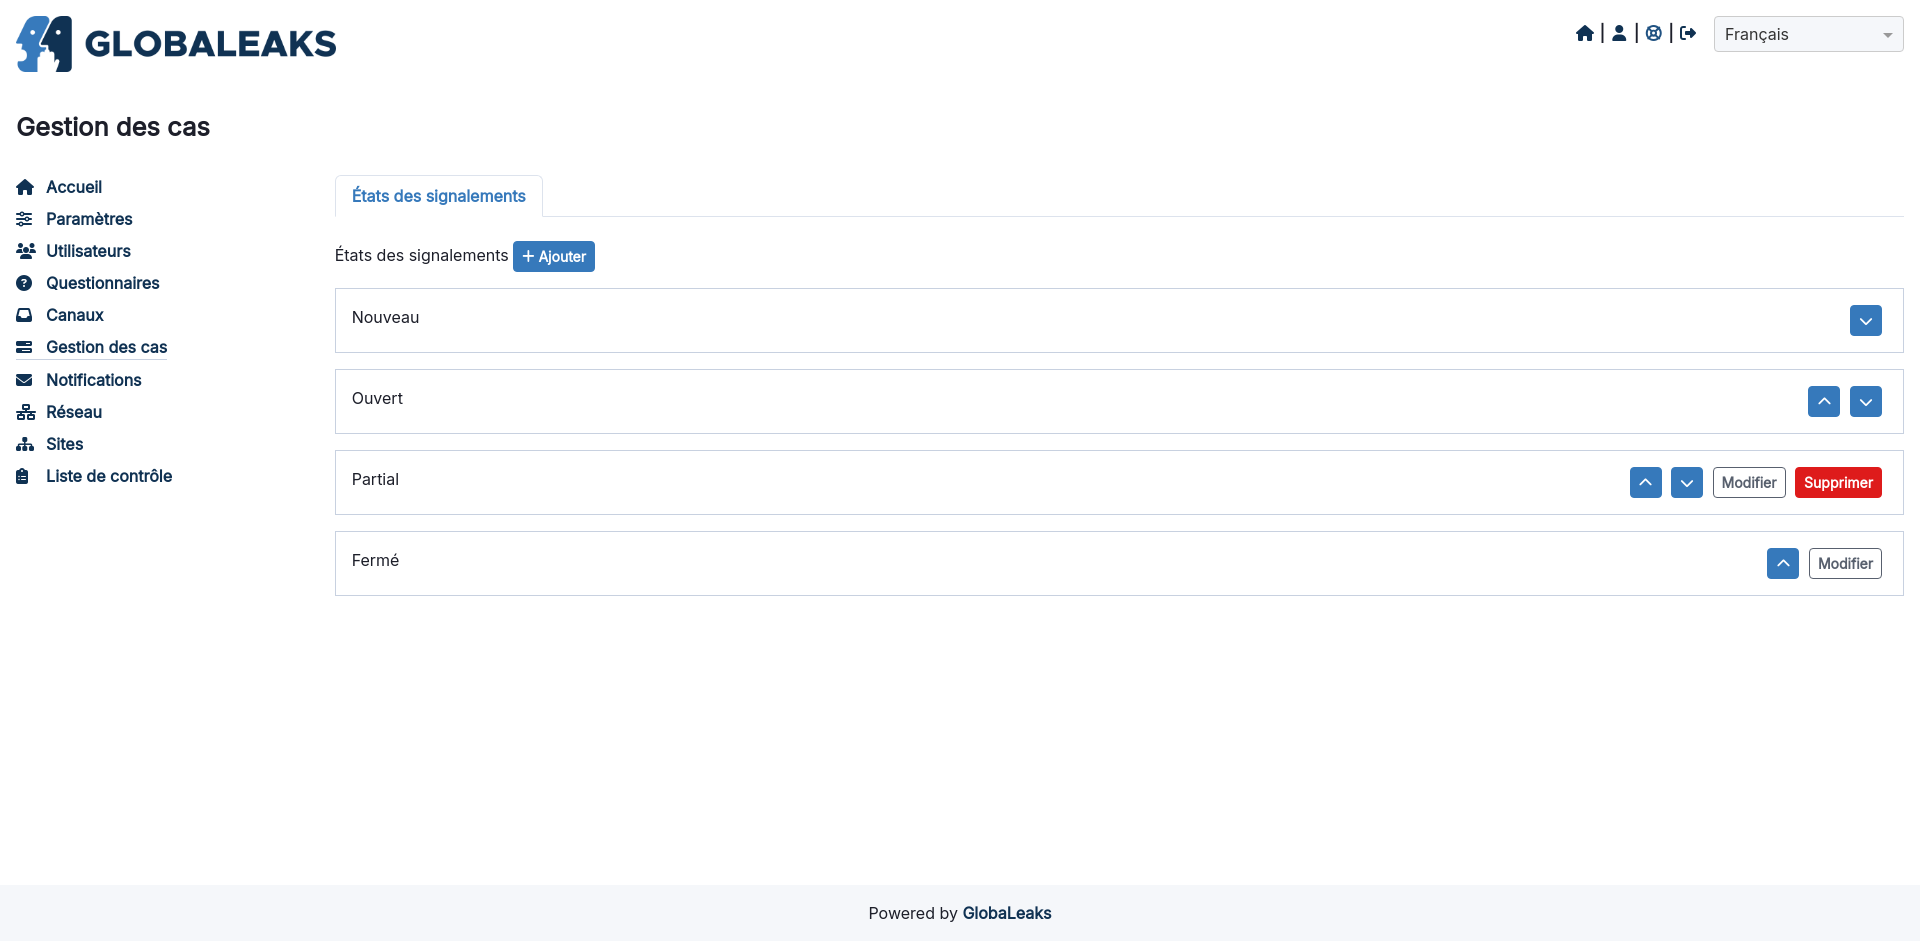 GLOBALEAKS
Français
Gestion des cas
Accueil
Paramètres
Utilisateurs
Questionnaires
Canaux
Gestion des cas
Notifications
Réseau
Sites
Liste de contrôle
États des signalements
États des signalements + Ajouter
Nouveau
Ouvert
Partial Modifier Supprimer
Fermé Modifier
Powered by GlobaLeaks